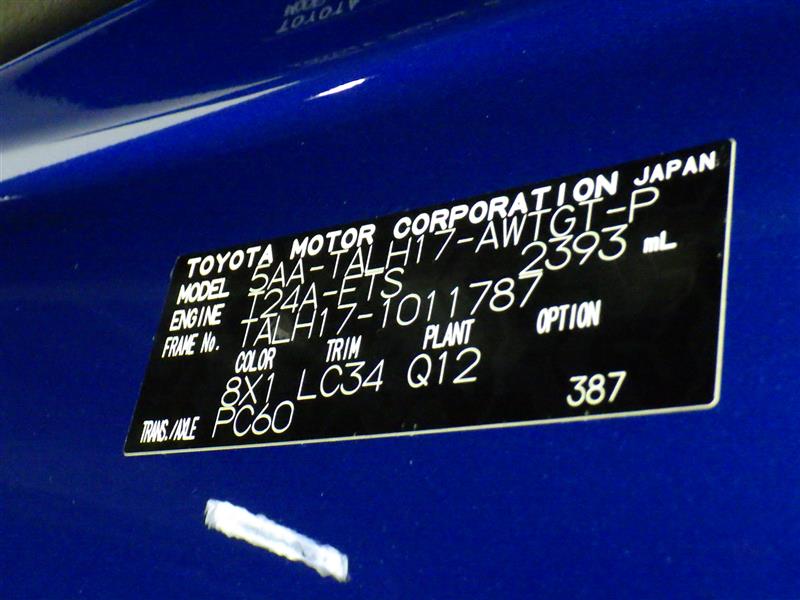 TOYOTA MOTOR CORPORATION JAPAN
MODEL 5AA-TALH17-AWTGT-P
ENGINE T24A-FTS 2393 mL
FRAME No. TALH17-1011787
COLOR TRIM PLANT OPTION
8X1 LC34 Q12
TRANS./AXLE PC60 387